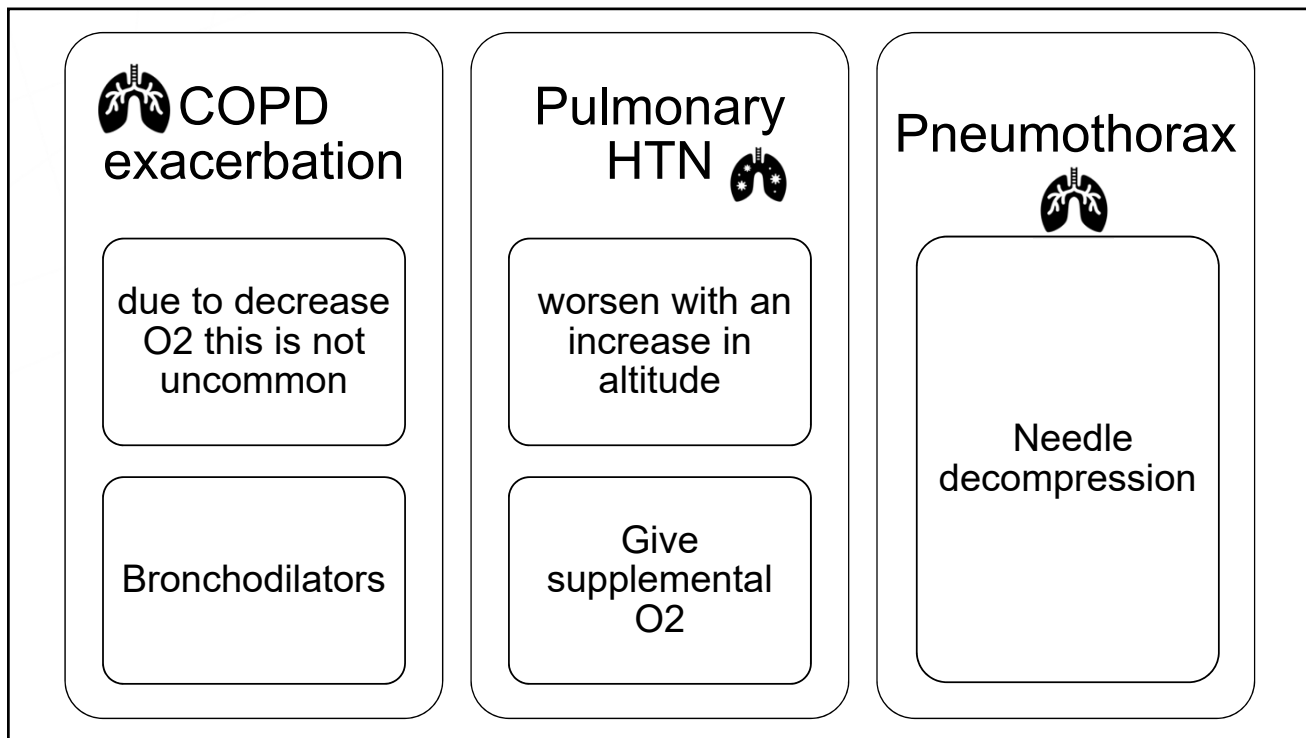 COPD
exacerbation
due to decrease
O2 this is not
uncommon
Bronchodilators
Pulmonary
HTN
worsen with an
increase in
altitude
Give
supplemental
O2
Pneumothorax
Needle
decompression